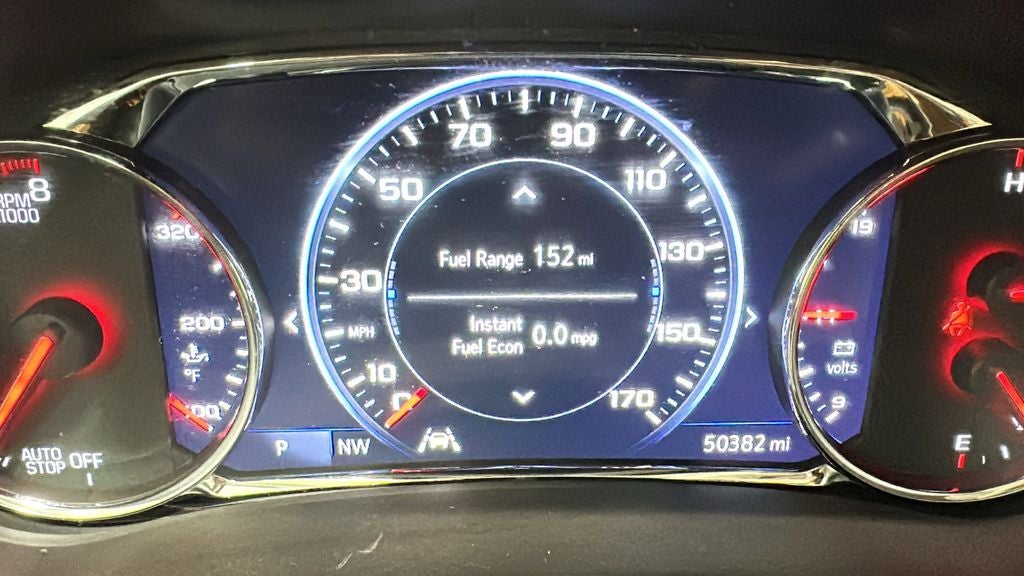 RPM
x1000
8
320
200
°F
AUTO
STOP OFF
70
90
50
110
30
130
MPH
150
10
0
170
Fuel Range 152 mi
Instant
Fuel Econ 0.0 mpg
P
NW
50382 mi
19
volts
9
H
E